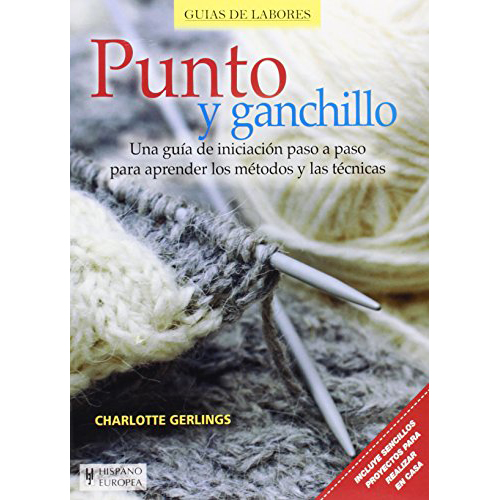 GUIAS DE LABORES
Punto
y ganchillo
Una guía de iniciación paso a paso
para aprender los métodos y las técnicas
CHARLOTTE GERLINGS
INCLUYE SENCILLOS
PROYECTOS PARA
REALIZAR
EN CASA
HISPANO
EUROPEA